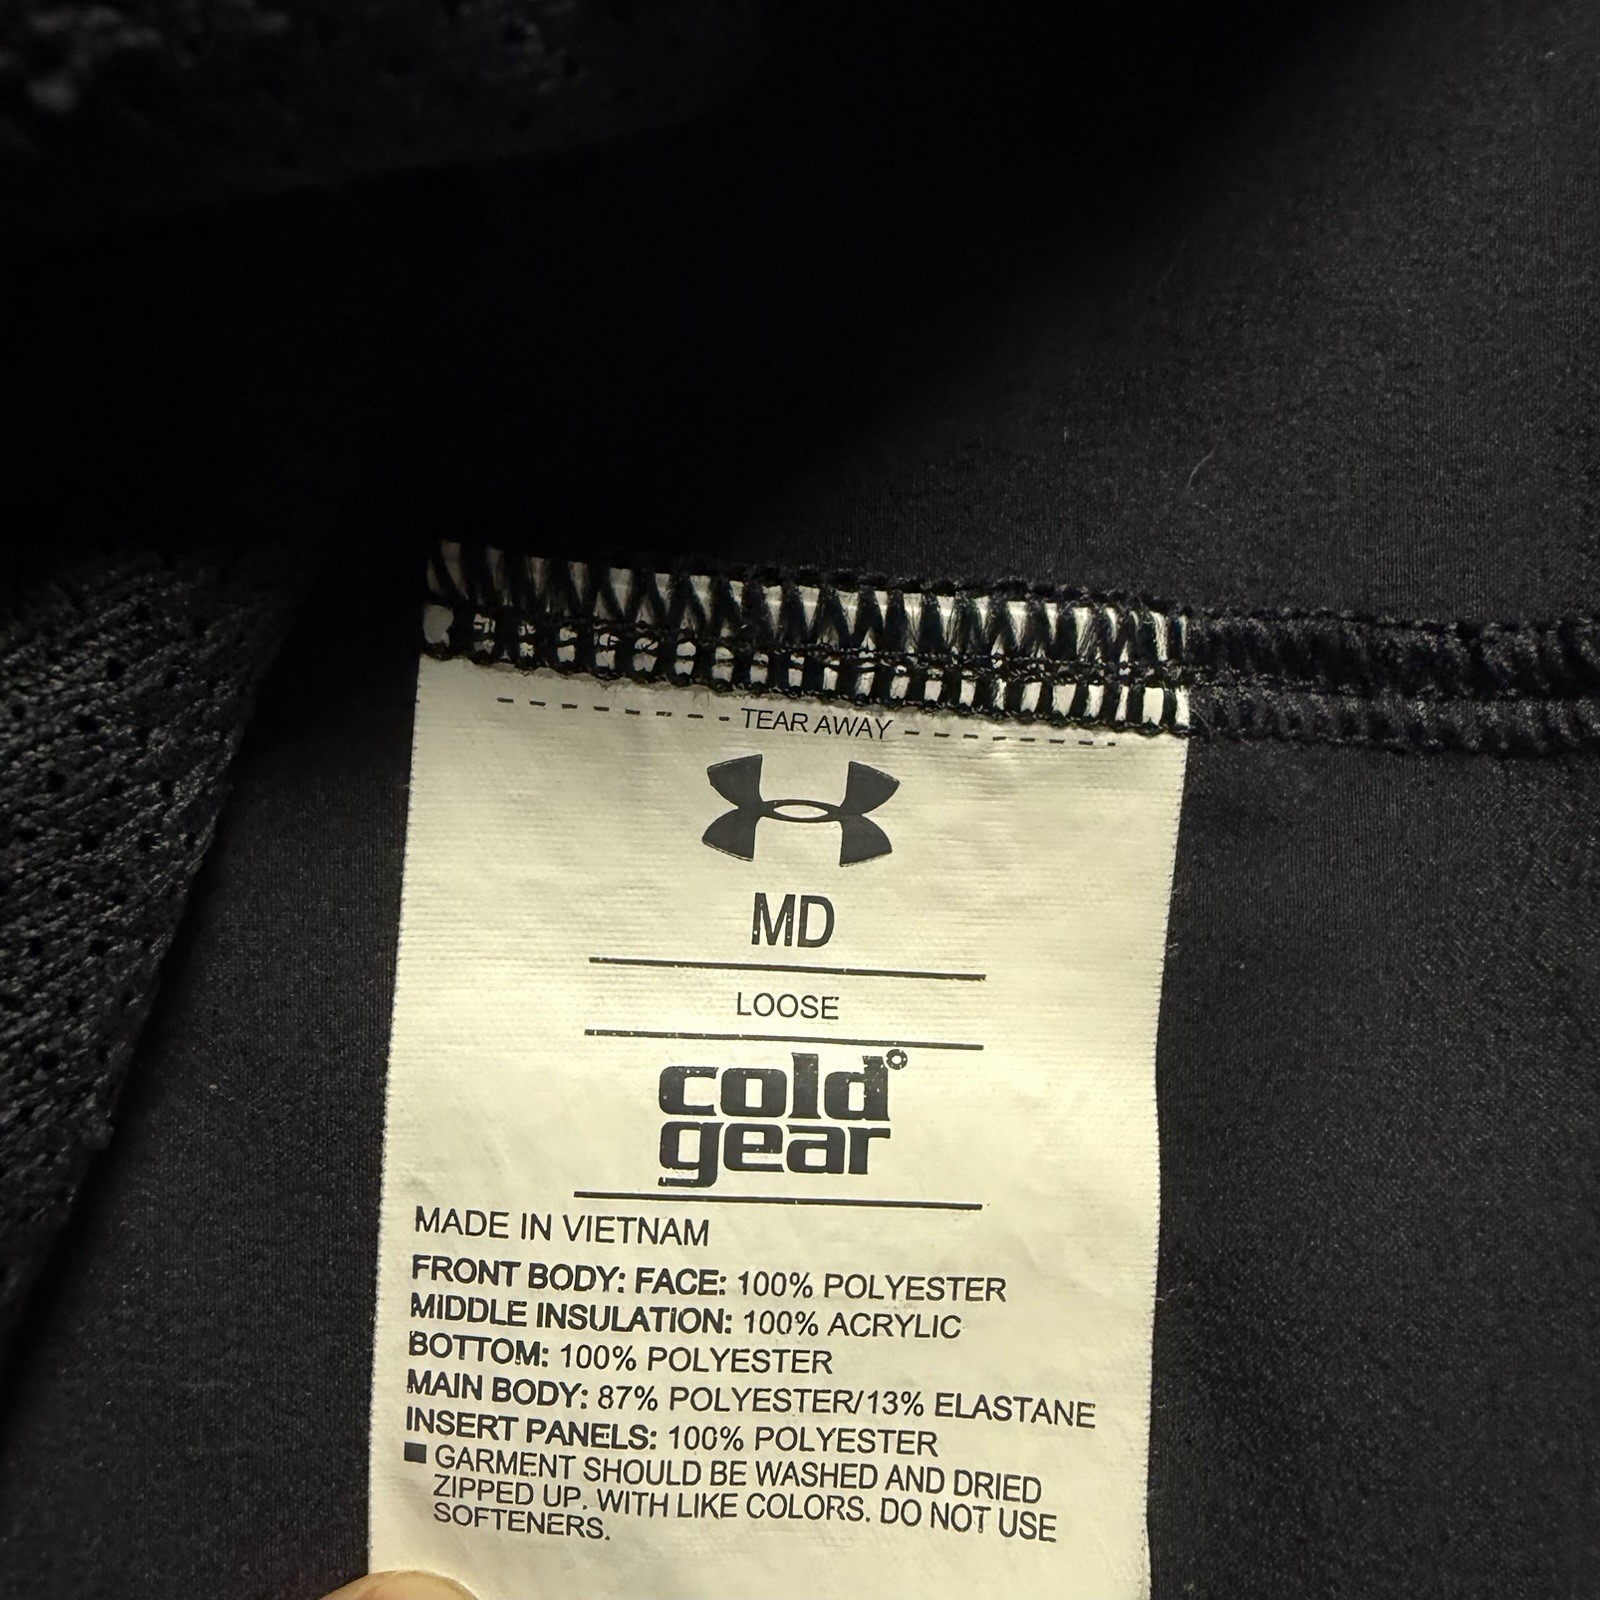 TEAR AWAY
MD
LOOSE
cold°
gear
MADE IN VIETNAM
FRONT BODY: FACE: 100% POLYESTER
MIDDLE INSULATION: 100% ACRYLIC
BOTTOM: 100% POLYESTER
MAIN BODY: 87% POLYESTER/13% ELASTANE
INSERT PANELS: 100% POLYESTER
■ GARMENT SHOULD BE WASHED AND DRIED
ZIPPED UP. WITH LIKE COLORS. DO NOT USE
SOFTENERS.